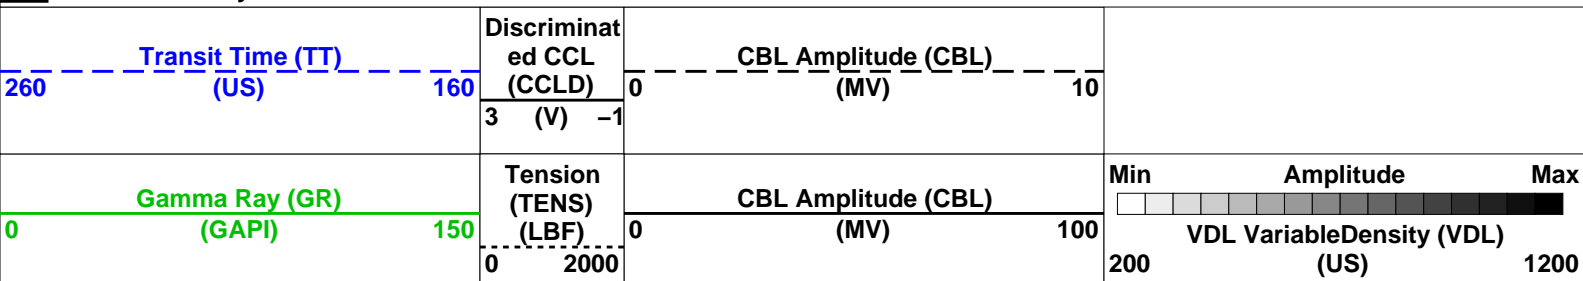 Transit Time (TT)
260 (US) 160
Discriminat
ed CCL
(CCLD)
3 (V) −1
CBL Amplitude (CBL)
0 (MV) 10
Gamma Ray (GR)
0 (GAPI) 150
Tension
(TENS)
(LBF)
0 2000
CBL Amplitude (CBL)
0 (MV) 100
Min Amplitude Max
VDL VariableDensity (VDL)
200 (US) 1200